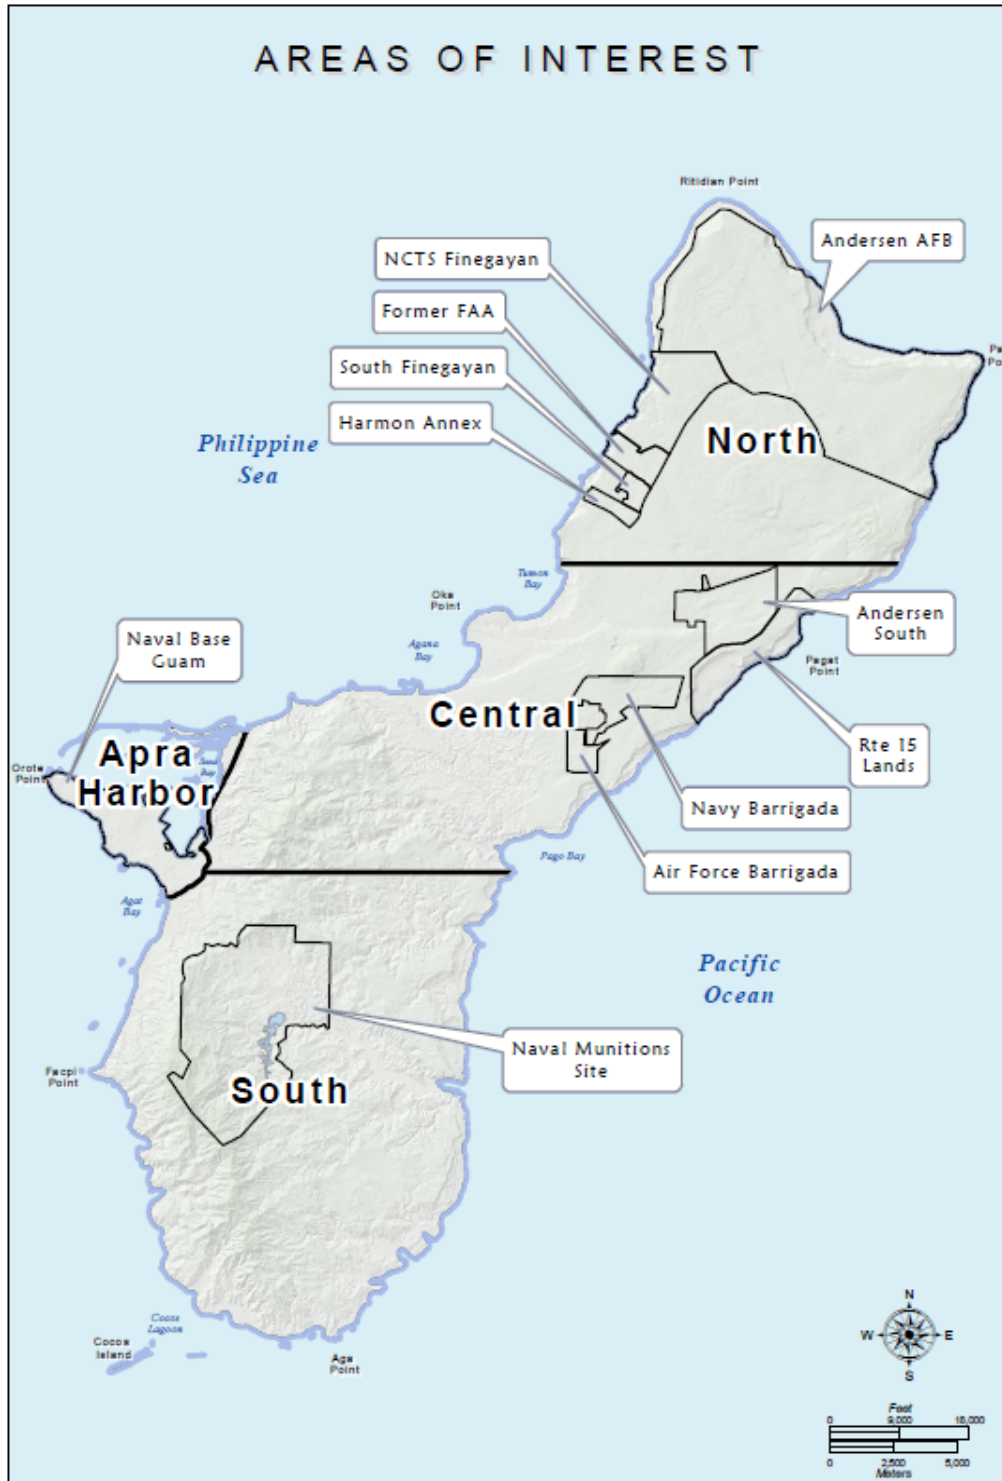 AREAS OF INTEREST
Ritidian Point
Andersen AFB
NCTS Finegayan
Former FAA
South Finegayan
Harmon Annex
North
Philippine
Sea
Tumon
Bay
Oka
Point
Agana
Bay
Andersen
South
Pagat
Point
Naval Base
Guam
Central
Apra
Harbor
Orote
Point
Bay
Rte 15
Lands
Navy Barrigada
Air Force Barrigada
Pago Bay
Agat
Bay
Pacific
Ocean
Naval Munitions
Site
Facpi
Point
South
Cocos
Lagoon
Cocos
Island
Aga
Point
N
W E
S
Feet
0 9,000 18,000
0 2,500 5,000
Meters